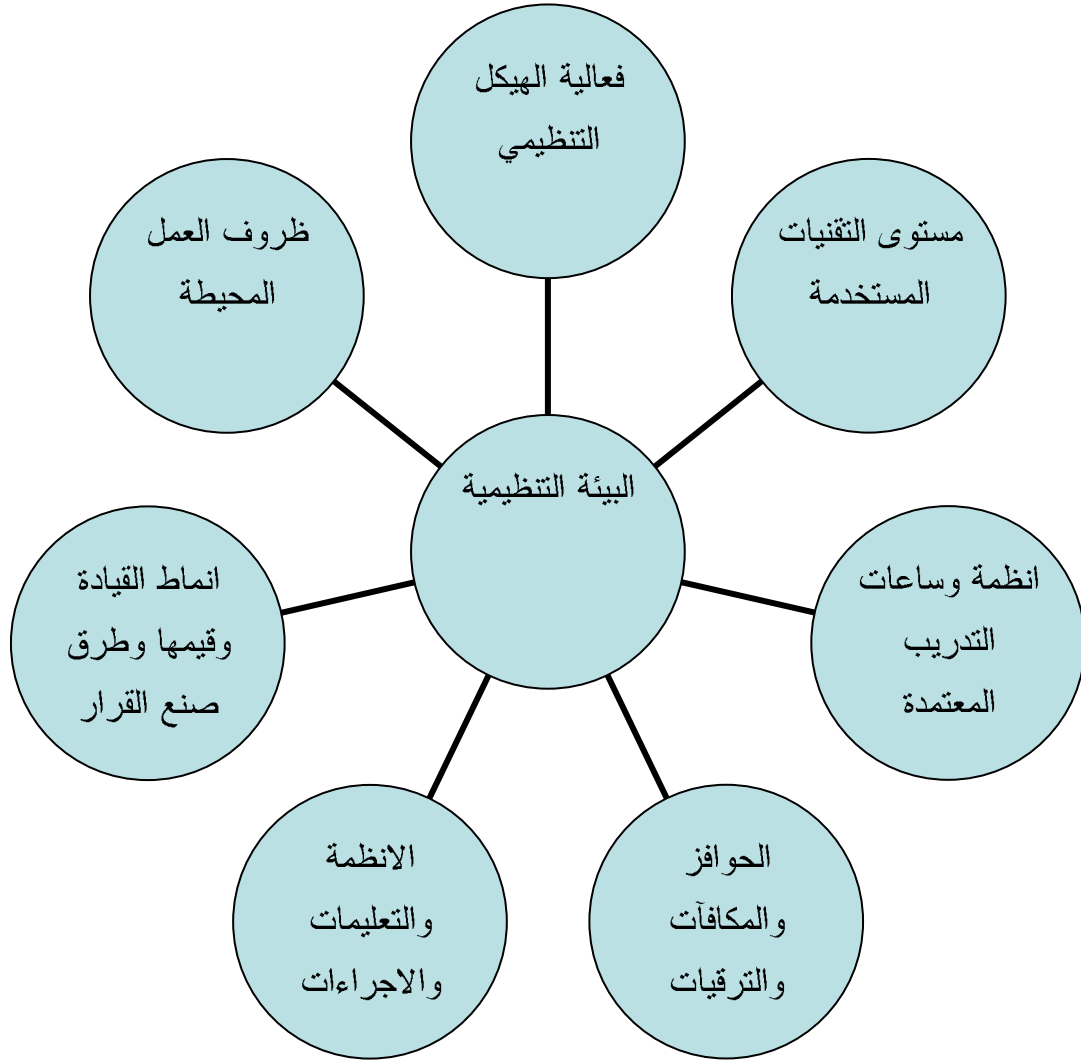 فعالية الهيكل
التنظيمي
مستوى التقنيات
المستخدمة
انظمة وساعات
التدريب
المعتمدة
الحوافز
والمكافآت
والترقيات
الانظمة
والتعليمات
والاجراءات
انماط القيادة
وقيمها وطرق
صنع القرار
ظروف العمل
المحيطة
البيئة التنظيمية